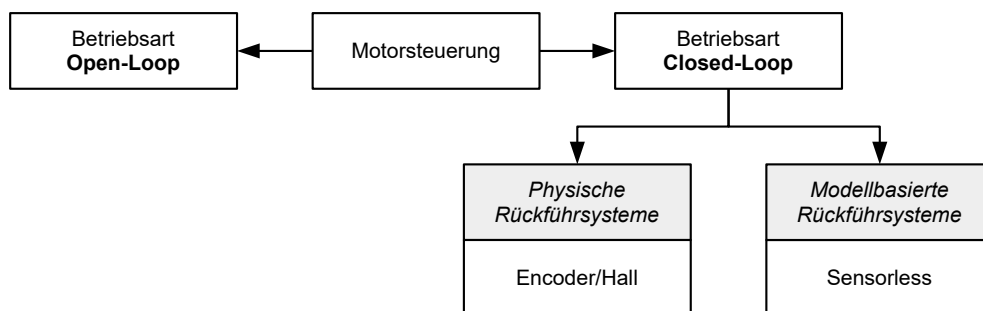 Betriebsart
Open-Loop
Motorsteuerung
Betriebsart
Closed-Loop
Physische
Rückführsysteme
Encoder/Hall
Modellbasierte
Rückführsysteme
Sensorless